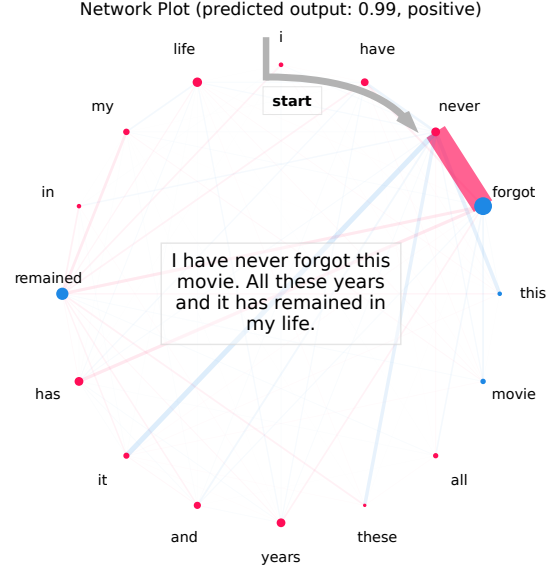 Network Plot (predicted output: 0.99, positive)
i
have
never
forgot
this
movie
all
these
years
and
it
has
remained
in
my
life
start
I have never forgot this
movie. All these years
and it has remained in
my life.